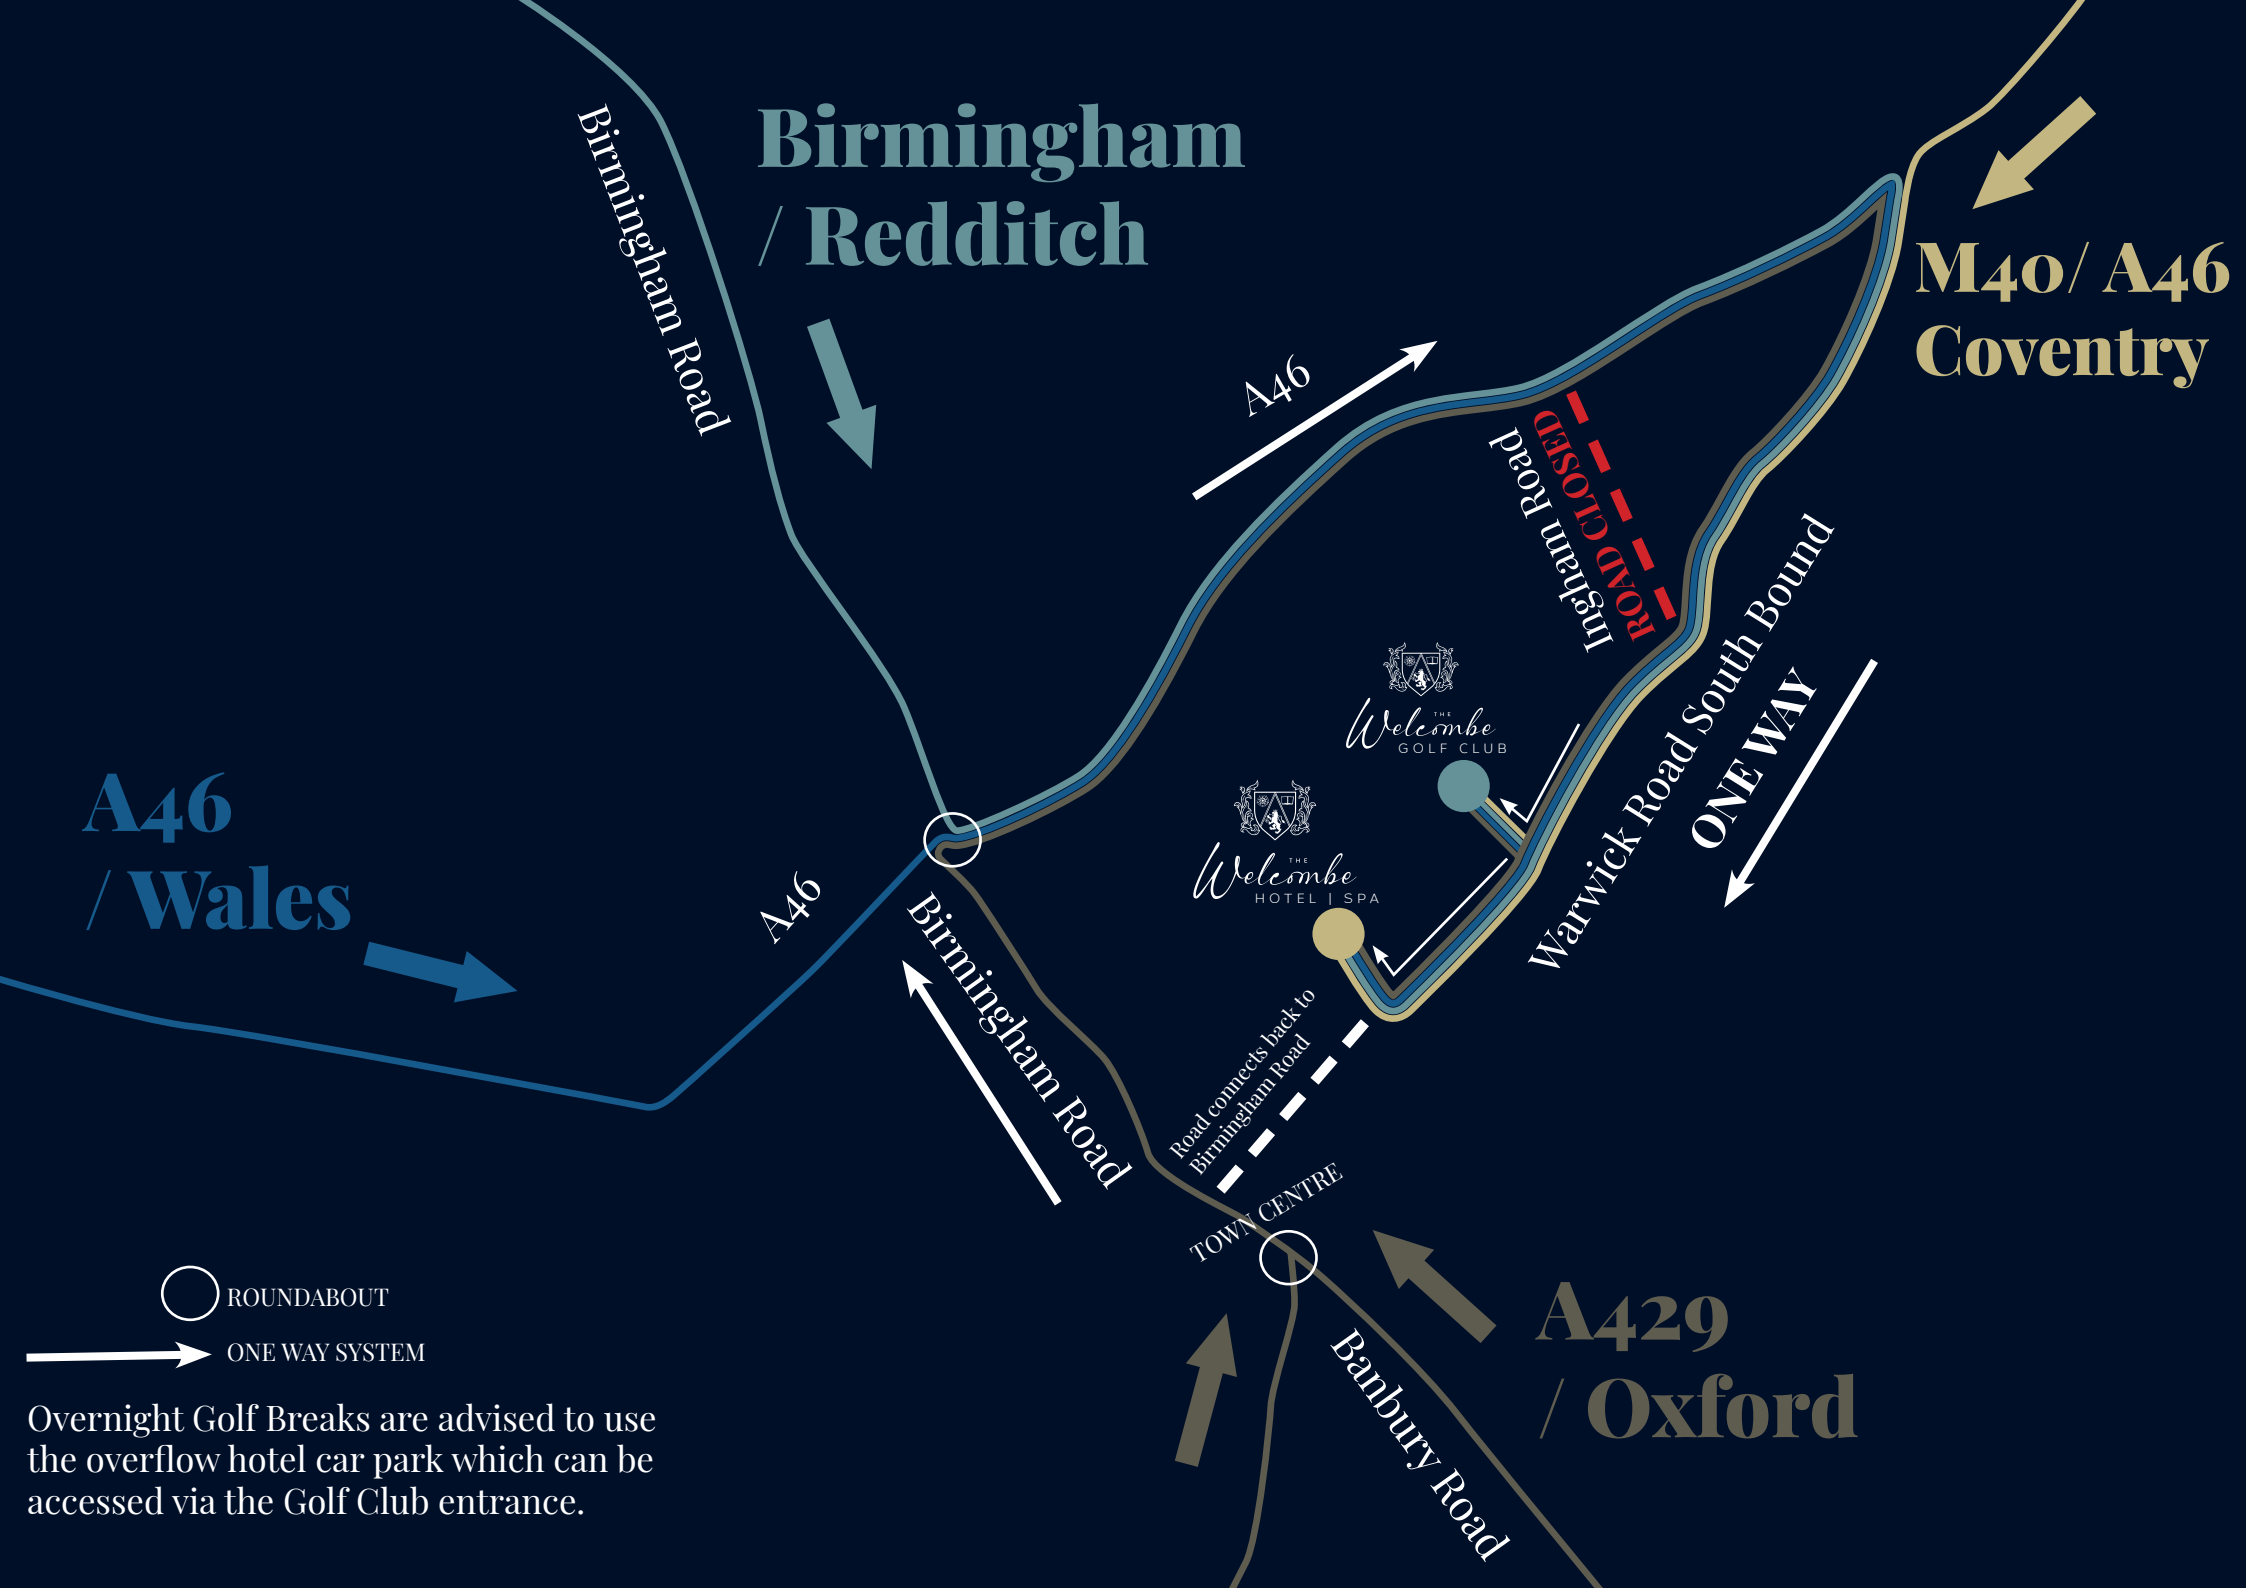 Birmingham
/ Redditch
Birmingham Road
M40/ A46
Coventry
A46
ROAD CLOSED
Ingham Road
Warwick Road South Bound
ONE WAY
THE
Welcombe
GOLF CLUB
THE
Welcombe
HOTEL | SPA
A46
/ Wales
A46
Birmingham Road
Road connects back to
Birmingham Road
TOWN CENTRE
A429
/ Oxford
Banbury Road
ROUNDABOUT
ONE WAY SYSTEM
Overnight Golf Breaks are advised to use
the overflow hotel car park which can be
accessed via the Golf Club entrance.